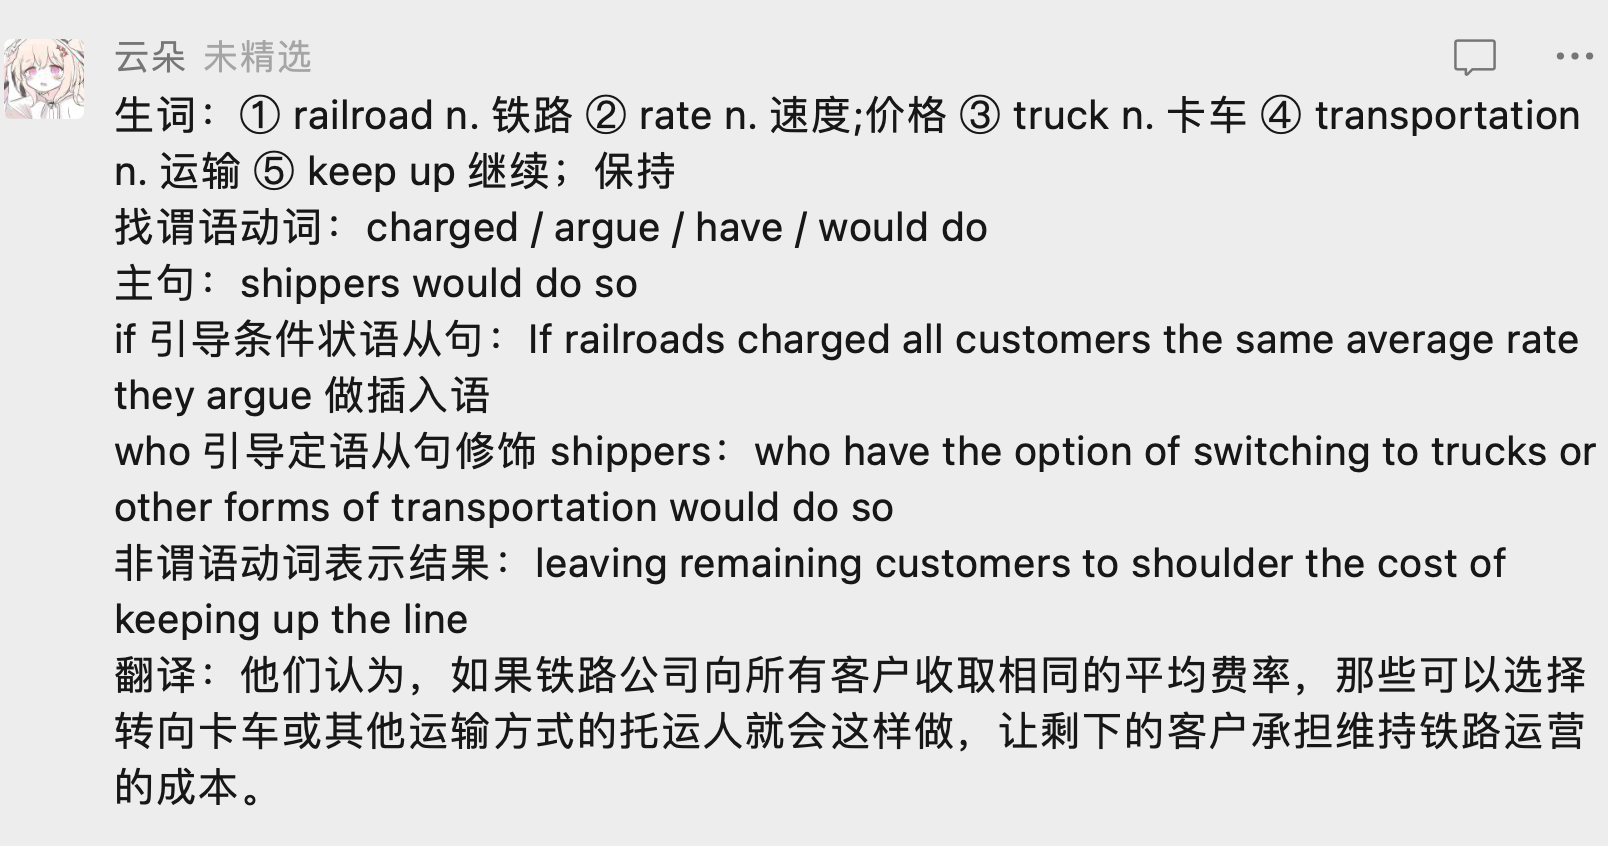 云朵 未精选
生词：① railroad n. 铁路 ② rate n. 速度;价格 ③ truck n. 卡车 ④ transportation
n. 运输 ⑤ keep up 继续；保持
找谓语动词：charged / argue / have / would do
主句：shippers would do so
if 引导条件状语从句：If railroads charged all customers the same average rate
they argue 做插入语
who 引导定语从句修饰 shippers：who have the option of switching to trucks or
other forms of transportation would do so
非谓语动词表示结果：leaving remaining customers to shoulder the cost of
keeping up the line
翻译：他们认为，如果铁路公司向所有客户收取相同的平均费率，那些可以选择
转向卡车或其他运输方式的托运人就会这样做，让剩下的客户承担维持铁路运营
的成本。